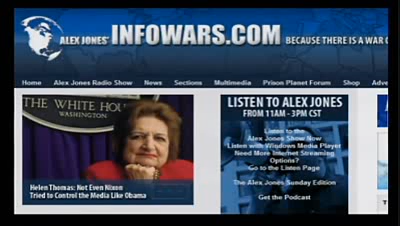 ALEX JONES' INFOWARS.COM BECAUSE THERE IS A WAR
Home Alex Jones Radio Show News Sections Multimedia Prison Planet Forum Shop
THE WHITE HOUSE
WASHINGTON
Helen Thomas: Not Even Nixon
Tried to Control the Media Like Obama
LISTEN TO ALEX JONES
FROM 11AM - 3PM CST
Listen to the
Alex Jones Show Now
Listen with Windows Media Player
Need More Internet Streaming
Options?
Go to the Listen Page
The Alex Jones Sunday Edition
Get the Podcast